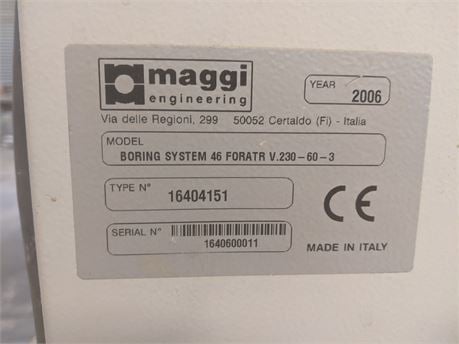 maggi
engineering
YEAR
2006
Via delle Regioni, 299 50052 Certaldo (Fi) - Italia
MODEL
BORING SYSTEM 46 FORATR V.230-60-3
TYPE N°
16404151
SERIAL N°
1640600011
CE
MADE IN ITALY